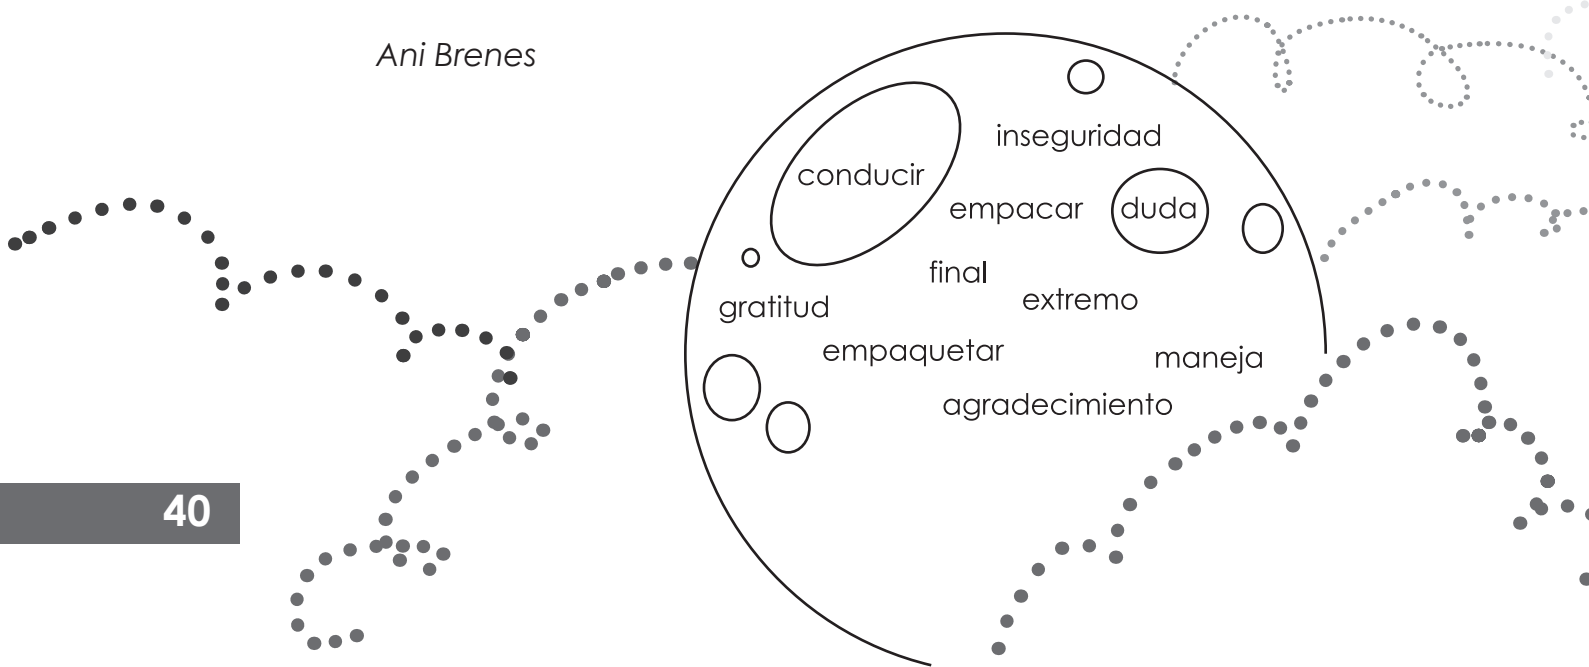 Ani Brenes
inseguridad
conducir
empacar
duda
final
extremo
gratitud
empaquetar
maneja
agradecimiento
40